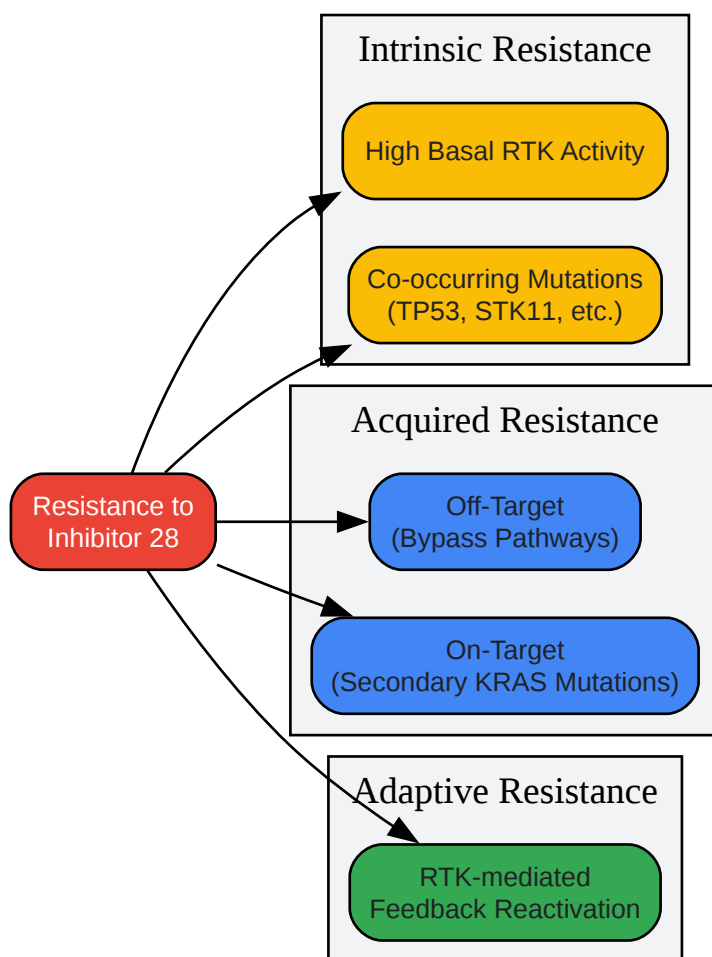 Intrinsic Resistance
High Basal RTK Activity
Co-occurring Mutations
(TP53, STK11, etc.)
Acquired Resistance
Resistance to
Inhibitor 28
Off-Target
(Bypass Pathways)
On-Target
(Secondary KRAS Mutations)
Adaptive Resistance
RTK-mediated
Feedback Reactivation